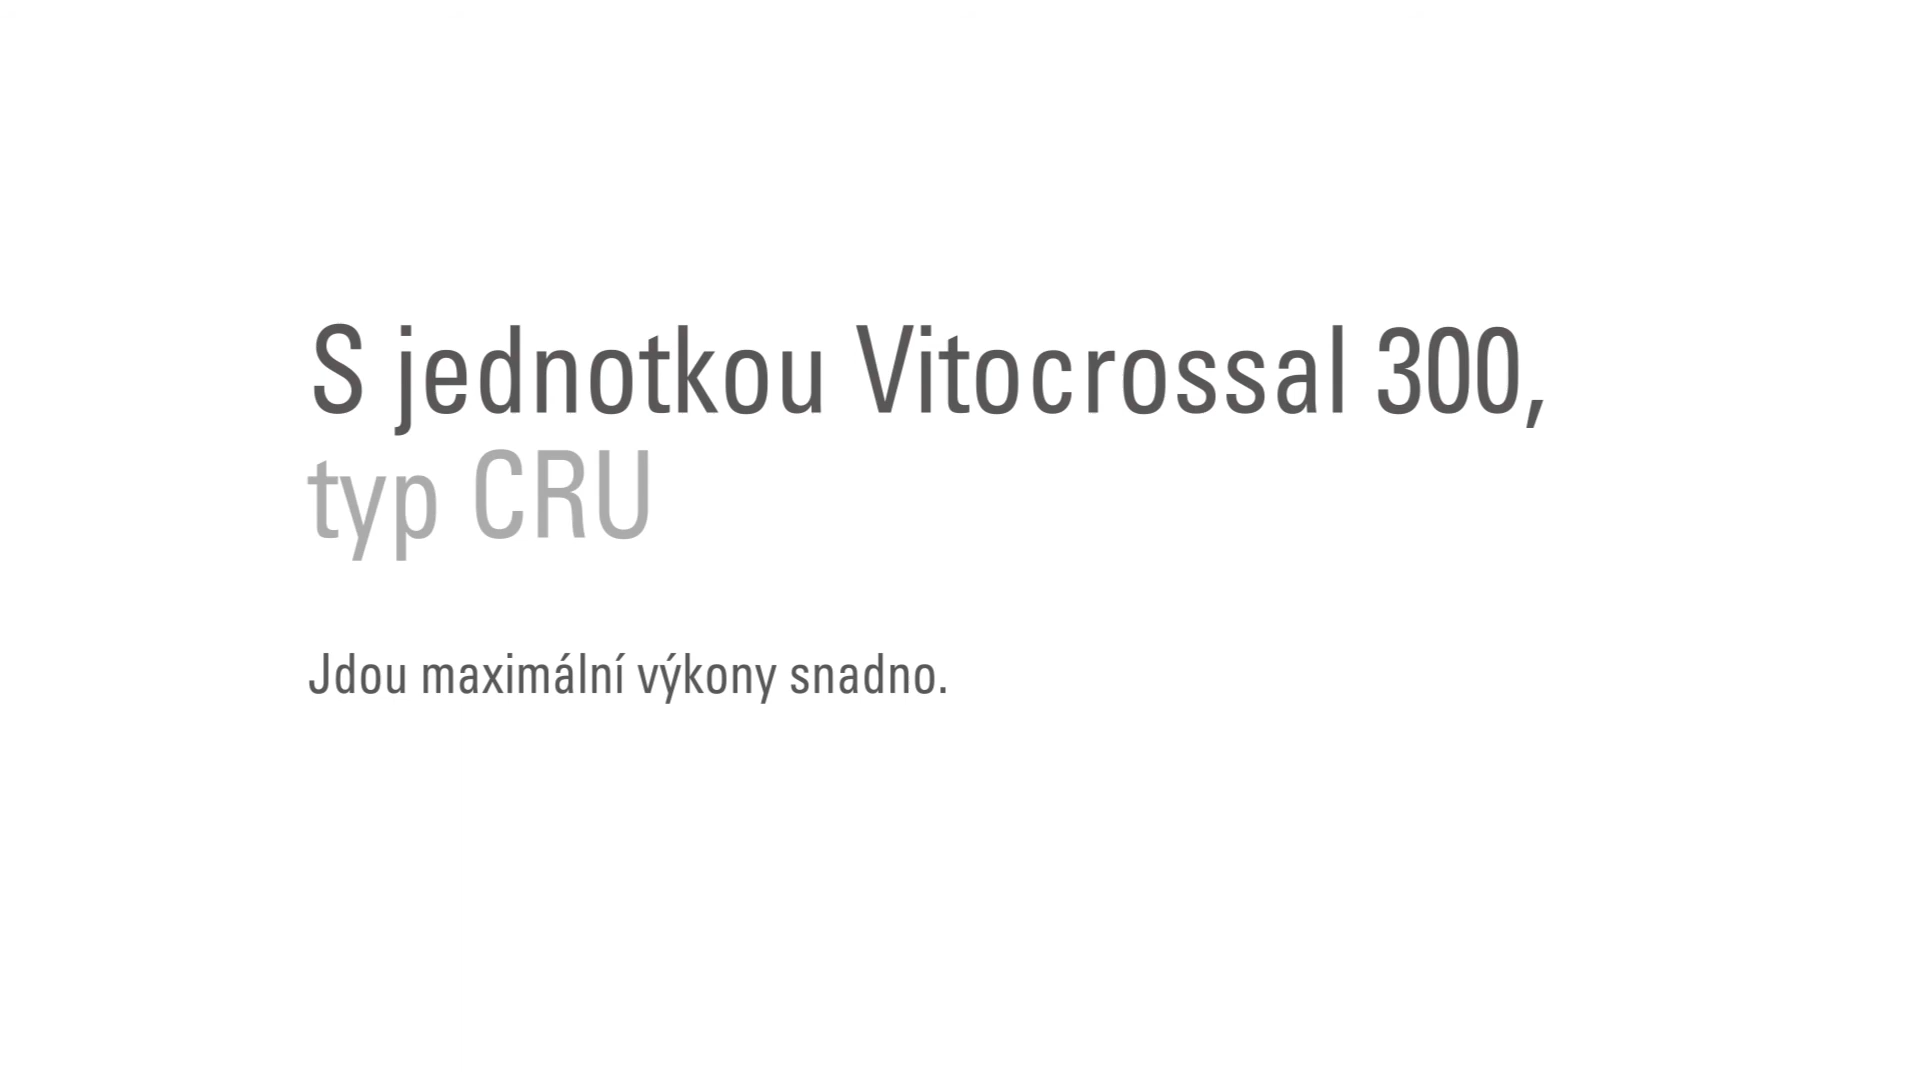 S jednotkou Vitocrossal 300,
typ CRU
Jdou maximální výkony snadno.